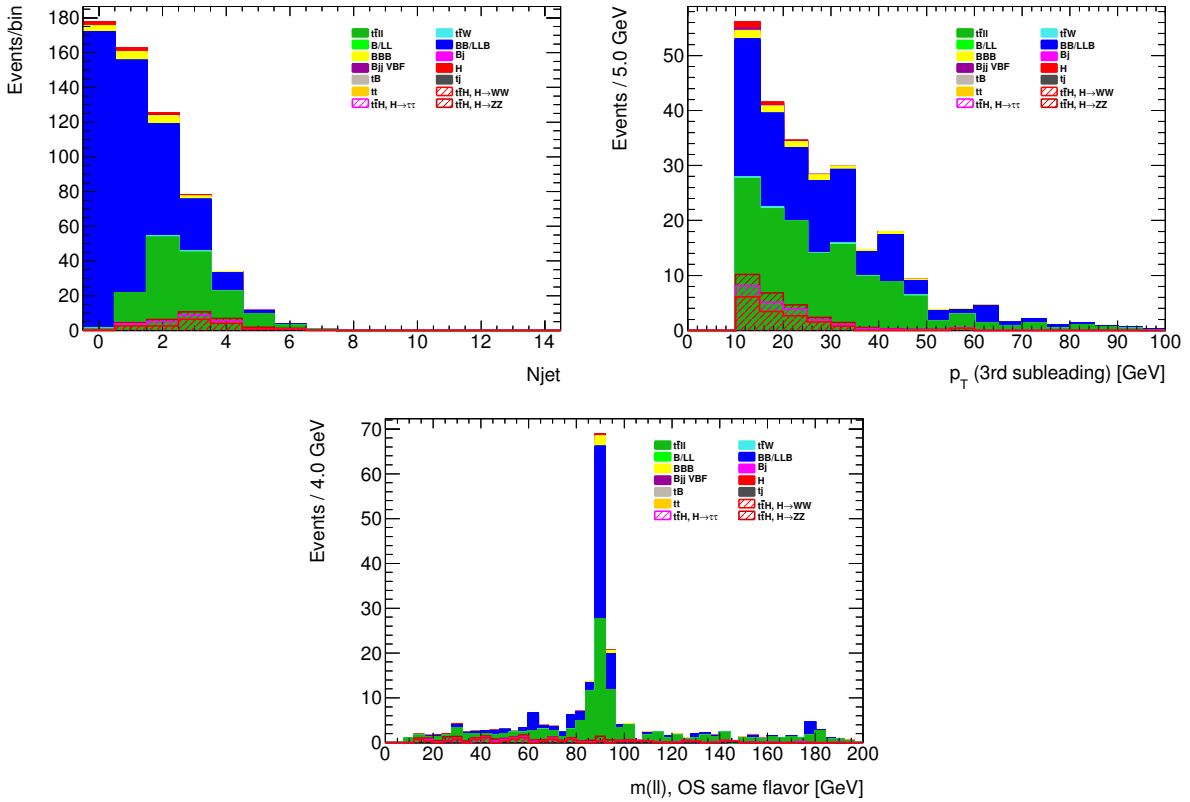 Events/bin
180
160
140
120
100
80
60
40
20
0
0 2 4 6 8 10 12 14
Njet
tt̄ll tt̄W
B/LL BB/LLB
BBB Bj
Bjj VBF H
tB tj
tt tt̄H, H→WW
tt̄H, H→ττ tt̄H, H→ZZ
Events / 5.0 GeV
50
40
30
20
10
0
0 10 20 30 40 50 60 70 80 90 100
p_T (3rd subleading) [GeV]
tt̄ll tt̄W
B/LL BB/LLB
BBB Bj
Bjj VBF H
tB tj
tt tt̄H, H→WW
tt̄H, H→ττ tt̄H, H→ZZ
Events / 4.0 GeV
70
60
50
40
30
20
10
0
0 20 40 60 80 100 120 140 160 180 200
m(ll), OS same flavor [GeV]
tt̄ll tt̄W
B/LL BB/LLB
BBB Bj
Bjj VBF H
tB tj
tt tt̄H, H→WW
tt̄H, H→ττ tt̄H, H→ZZ